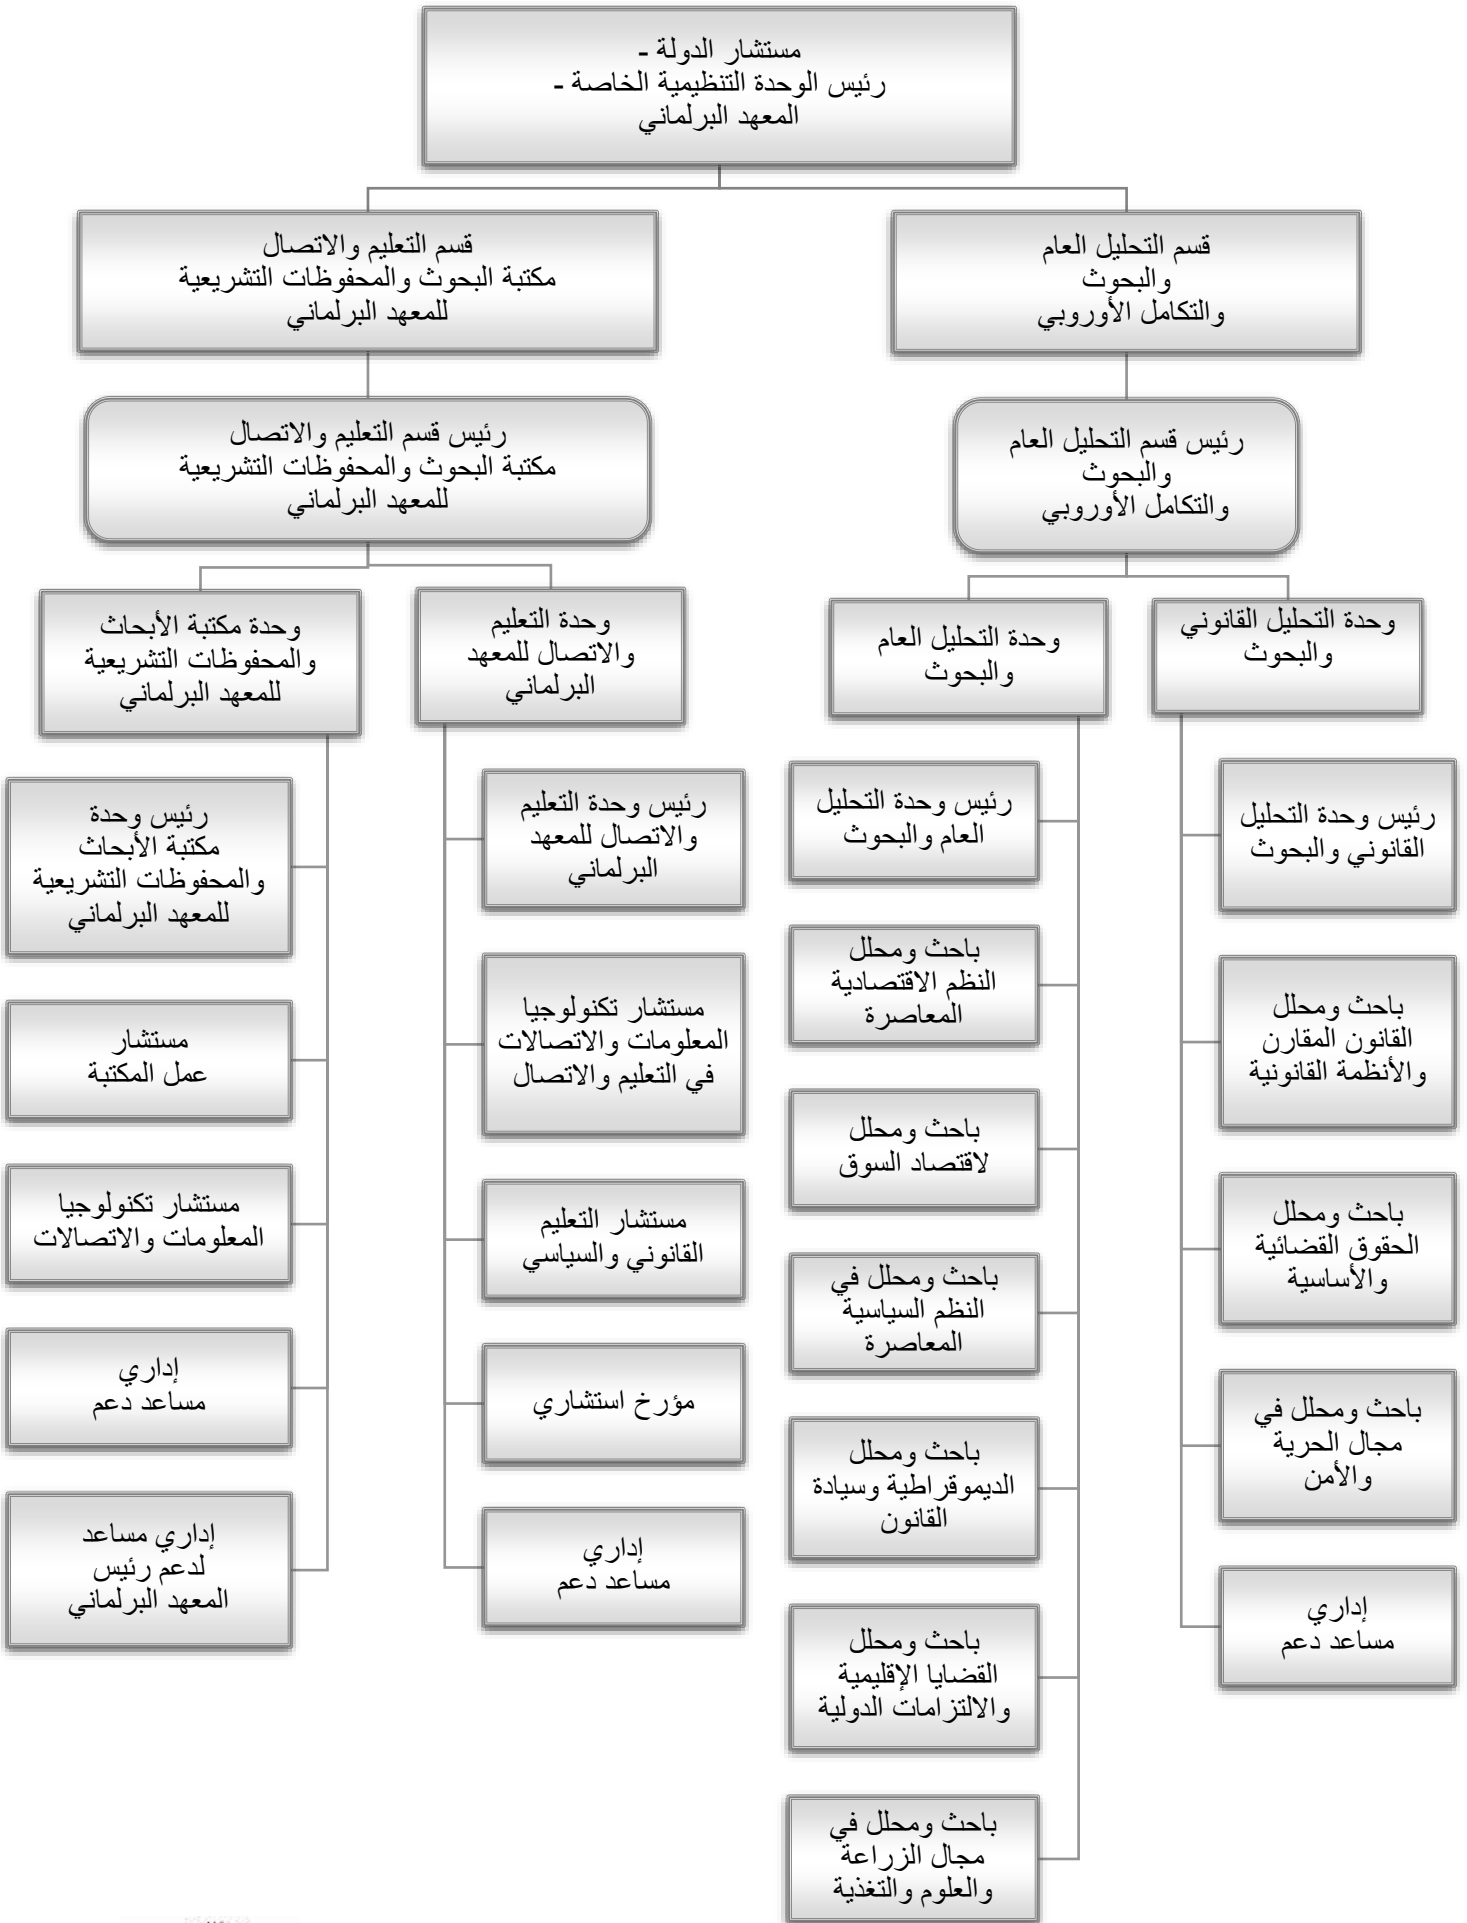 مستشار الدولة -
رئيس الوحدة التنظيمية الخاصة -
المعهد البرلماني
قسم التحليل العام
والبحوث
والتكامل الأوروبي
قسم التعليم والاتصال
مكتبة البحوث والمحفوظات التشريعية
للمعهد البرلماني
رئيس قسم التحليل العام
والبحوث
والتكامل الأوروبي
رئيس قسم التعليم والاتصال
مكتبة البحوث والمحفوظات التشريعية
للمعهد البرلماني
وحدة التحليل القانوني
والبحوث
رئيس وحدة التحليل
القانوني والبحوث
باحث ومحلل
القانون المقارن
والأنظمة القانونية
باحث ومحلل
الحقوق القضائية
والأساسية
باحث ومحلل في
مجال الحرية
والأمن
إداري
مساعد دعم
وحدة التحليل العام
والبحوث
رئيس وحدة التحليل
العام والبحوث
باحث ومحلل
النظم الاقتصادية
المعاصرة
باحث ومحلل
لاقتصاد السوق
باحث ومحلل في
النظم السياسية
المعاصرة
باحث ومحلل
الديموقراطية وسيادة
القانون
باحث ومحلل
القضايا الإقليمية
والالتزامات الدولية
باحث ومحلل في
مجال الزراعة
والعلوم والتغذية
وحدة التعليم
والاتصال للمعهد
البرلماني
رئيس وحدة التعليم
والاتصال للمعهد
البرلماني
مستشار تكنولوجيا
المعلومات والاتصالات
في التعليم والاتصال
مستشار التعليم
القانوني والسياسي
مؤرخ استشاري
إداري
مساعد دعم
وحدة مكتبة الأبحاث
والمحفوظات التشريعية
للمعهد البرلماني
رئيس وحدة
مكتبة الأبحاث
والمحفوظات التشريعية
للمعهد البرلماني
مستشار
عمل المكتبة
مستشار تكنولوجيا
المعلومات والاتصالات
إداري
مساعد دعم
إداري مساعد
لدعم رئيس
المعهد البرلماني